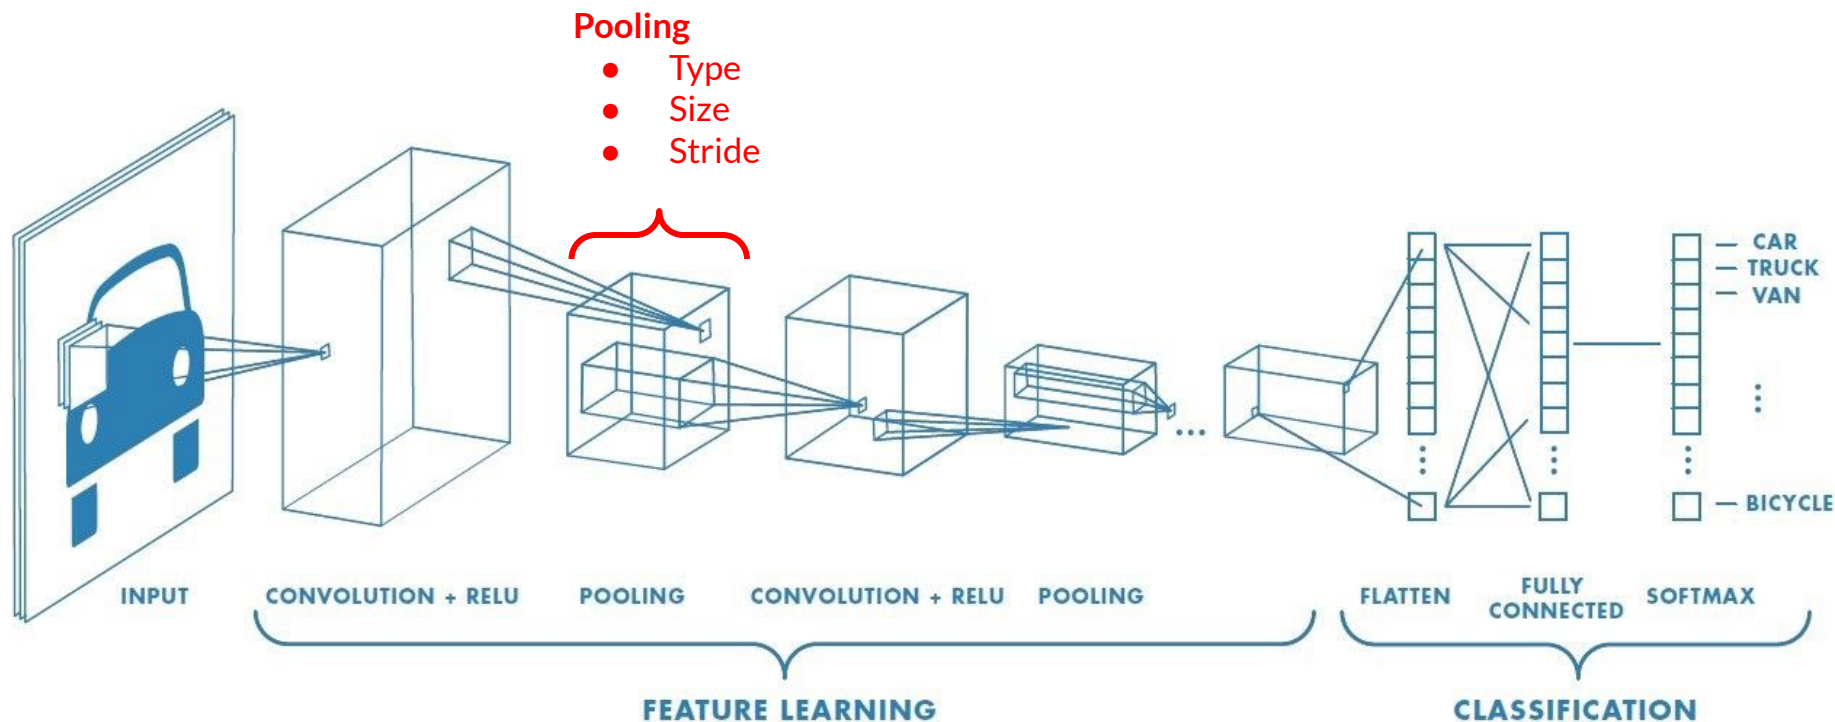 Pooling
● Type
● Size
● Stride
CAR
TRUCK
VAN
BICYCLE
INPUT
CONVOLUTION + RELU
POOLING
CONVOLUTION + RELU
POOLING
FLATTEN
FULLY
CONNECTED
SOFTMAX
FEATURE LEARNING
CLASSIFICATION